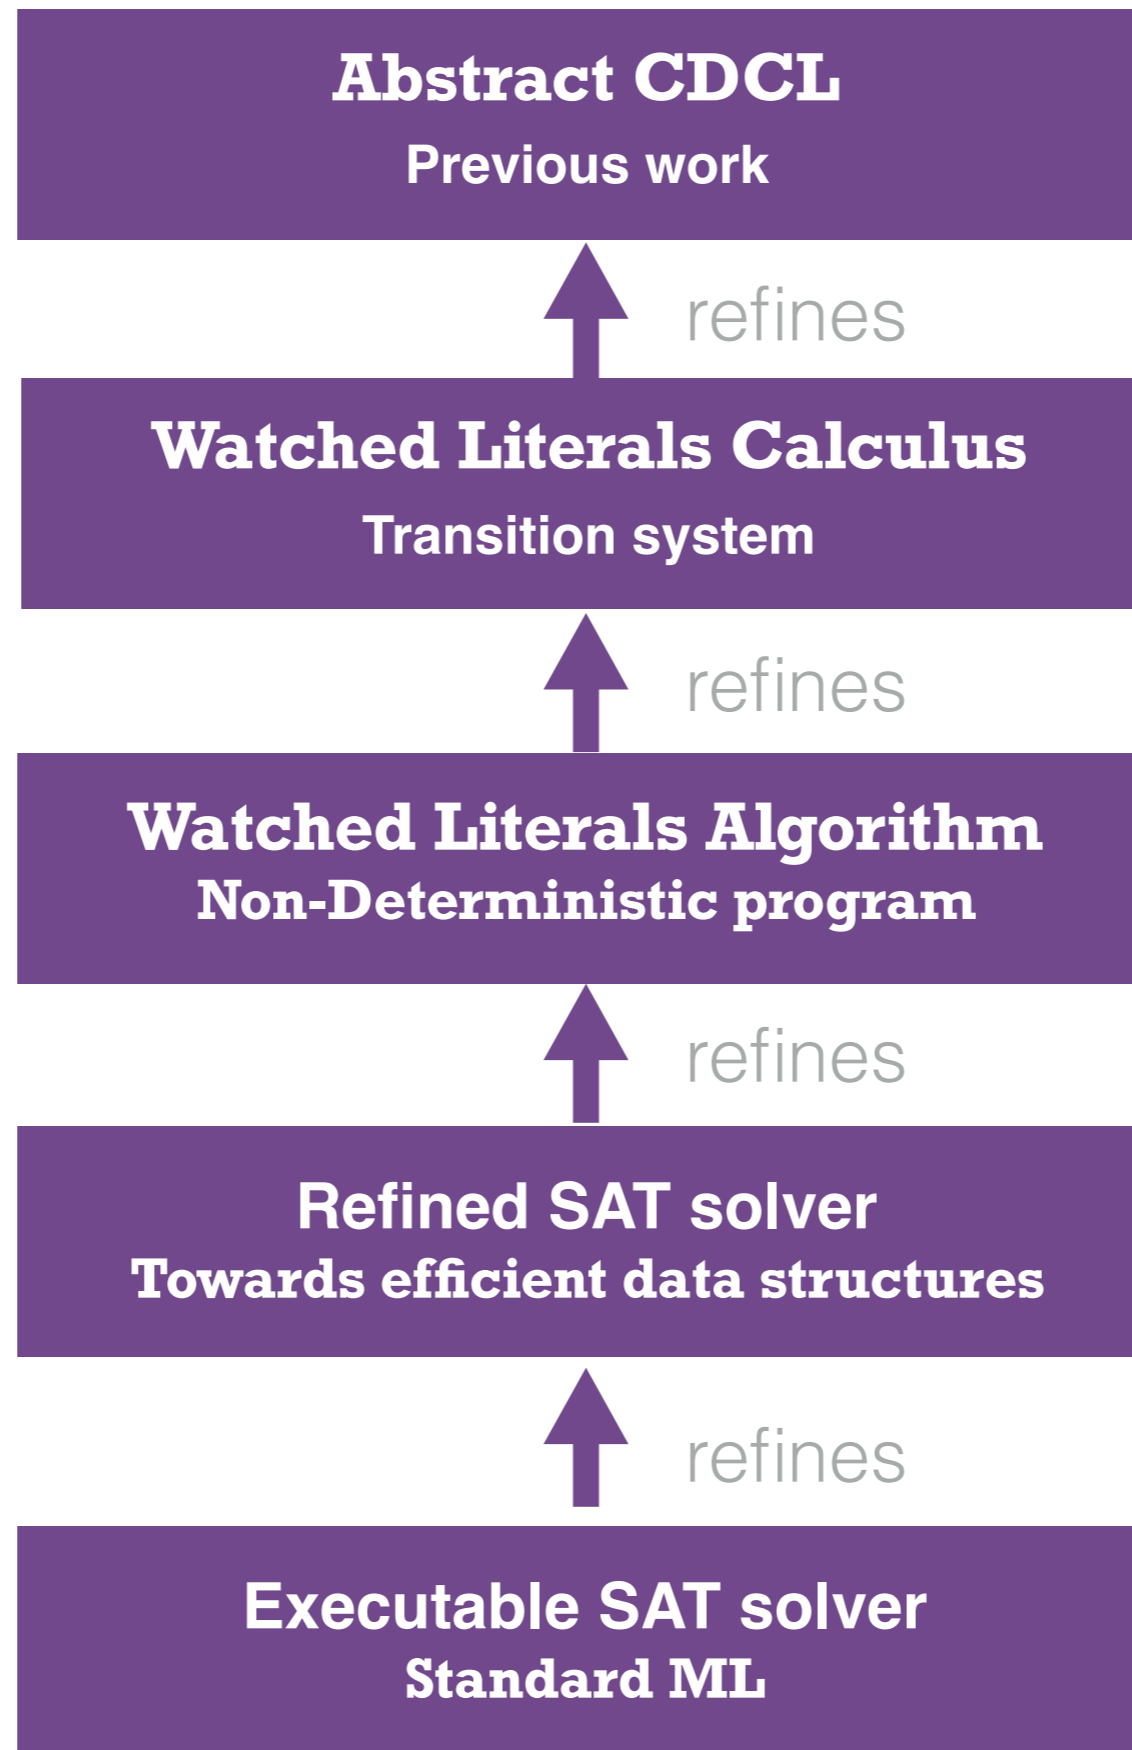 Abstract CDCL
Previous work
refines
Watched Literals Calculus
Transition system
refines
Watched Literals Algorithm
Non-Deterministic program
refines
Refined SAT solver
Towards efficient data structures
refines
Executable SAT solver
Standard ML